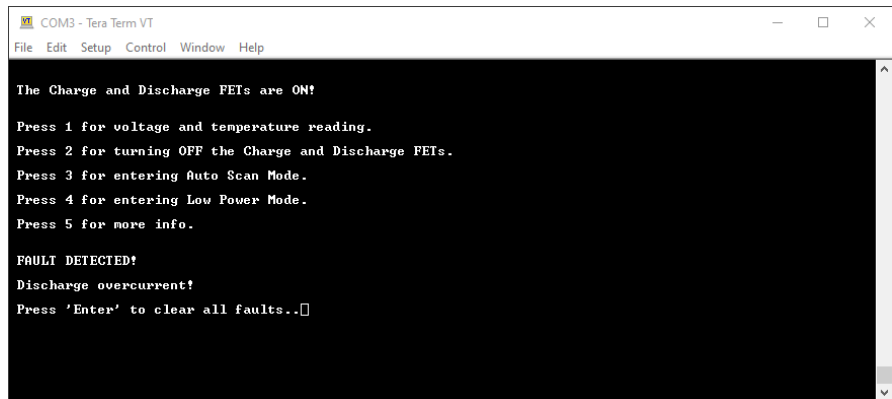 COM3 - Tera Term VT
File Edit Setup Control Window Help
The Charge and Discharge FETs are ON!
Press 1 for voltage and temperature reading.
Press 2 for turning OFF the Charge and Discharge FETs.
Press 3 for entering Auto Scan Mode.
Press 4 for entering Low Power Mode.
Press 5 for more info.
FAULT DETECTED!
Discharge overcurrent!
Press 'Enter' to clear all faults..